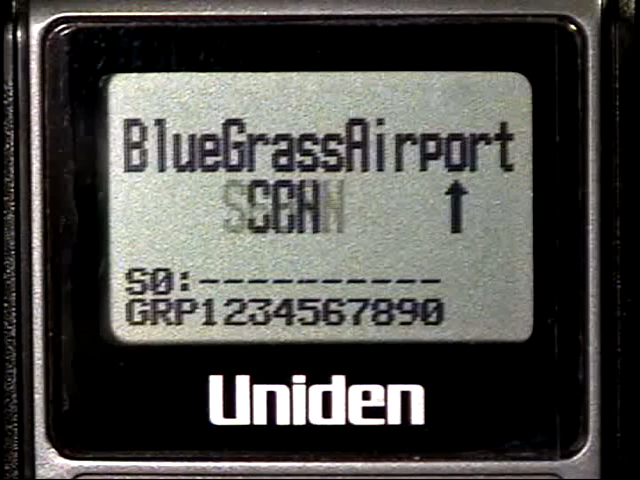 BlueGrassAirport
SCAN ↑
S0:----------
GRP1234567890
Uniden